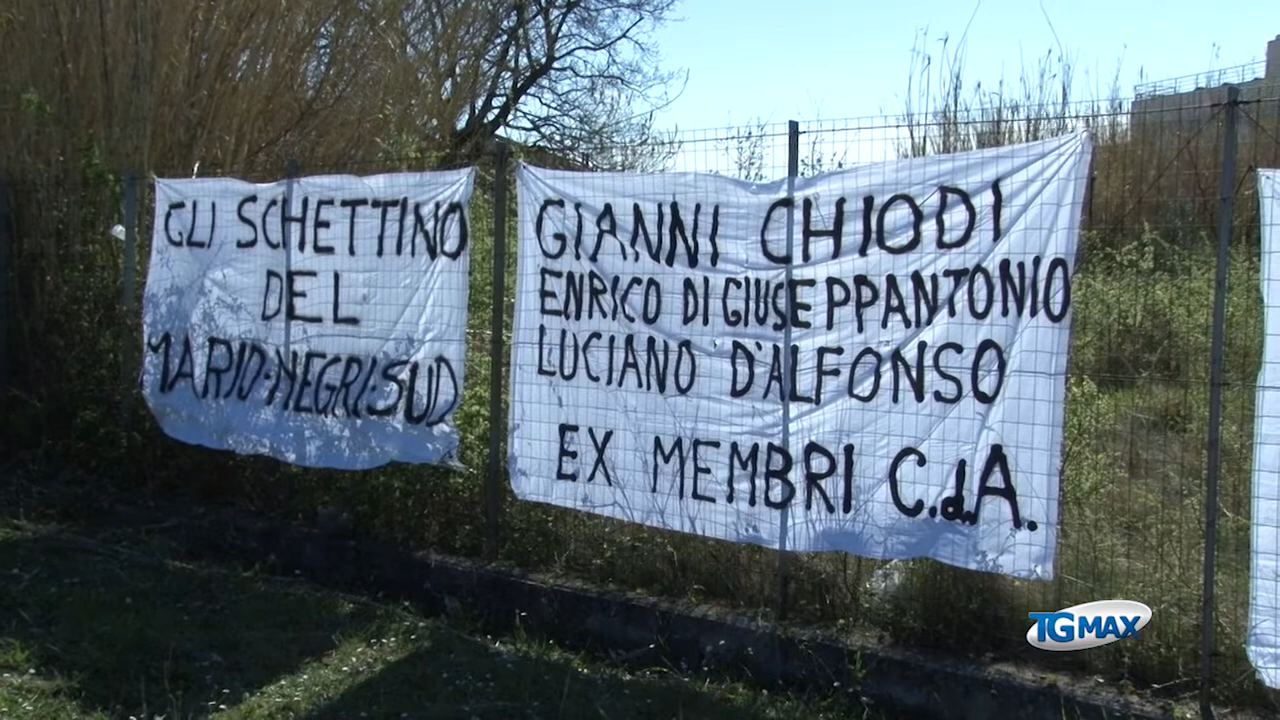 GLI SCHETTINO
DEL
MARIO-NEGRI-SUD
GIANNI CHIODI
ENRICO DI GIUSEPPANTONIO
LUCIANO D'ALFONSO
EX MEMBRI C.d.A.
TGMAX